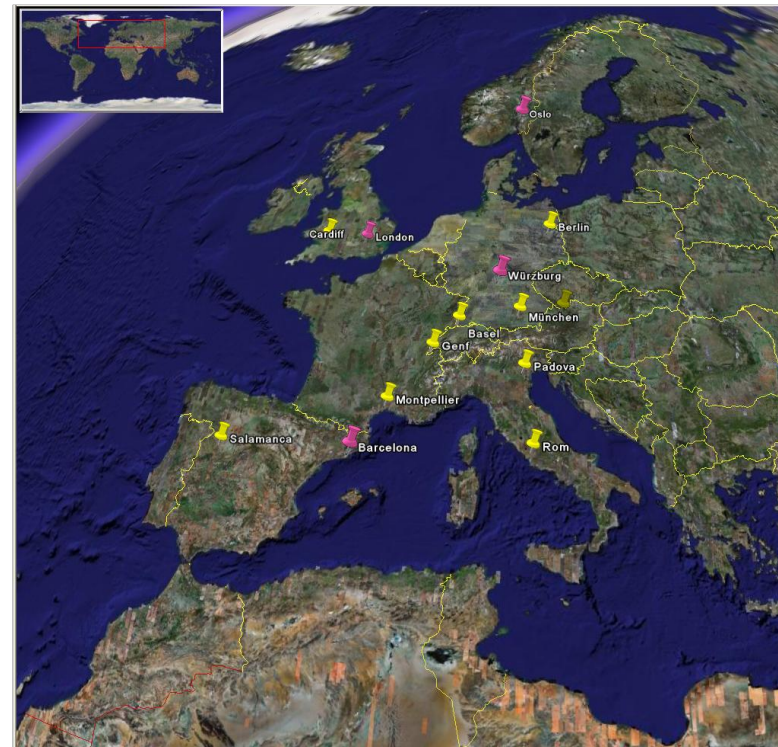 Oslo
Cardiff
London
Berlin
Würzburg
München
Basel
Genf
Padova
Montpellier
Salamanca
Barcelona
Rom